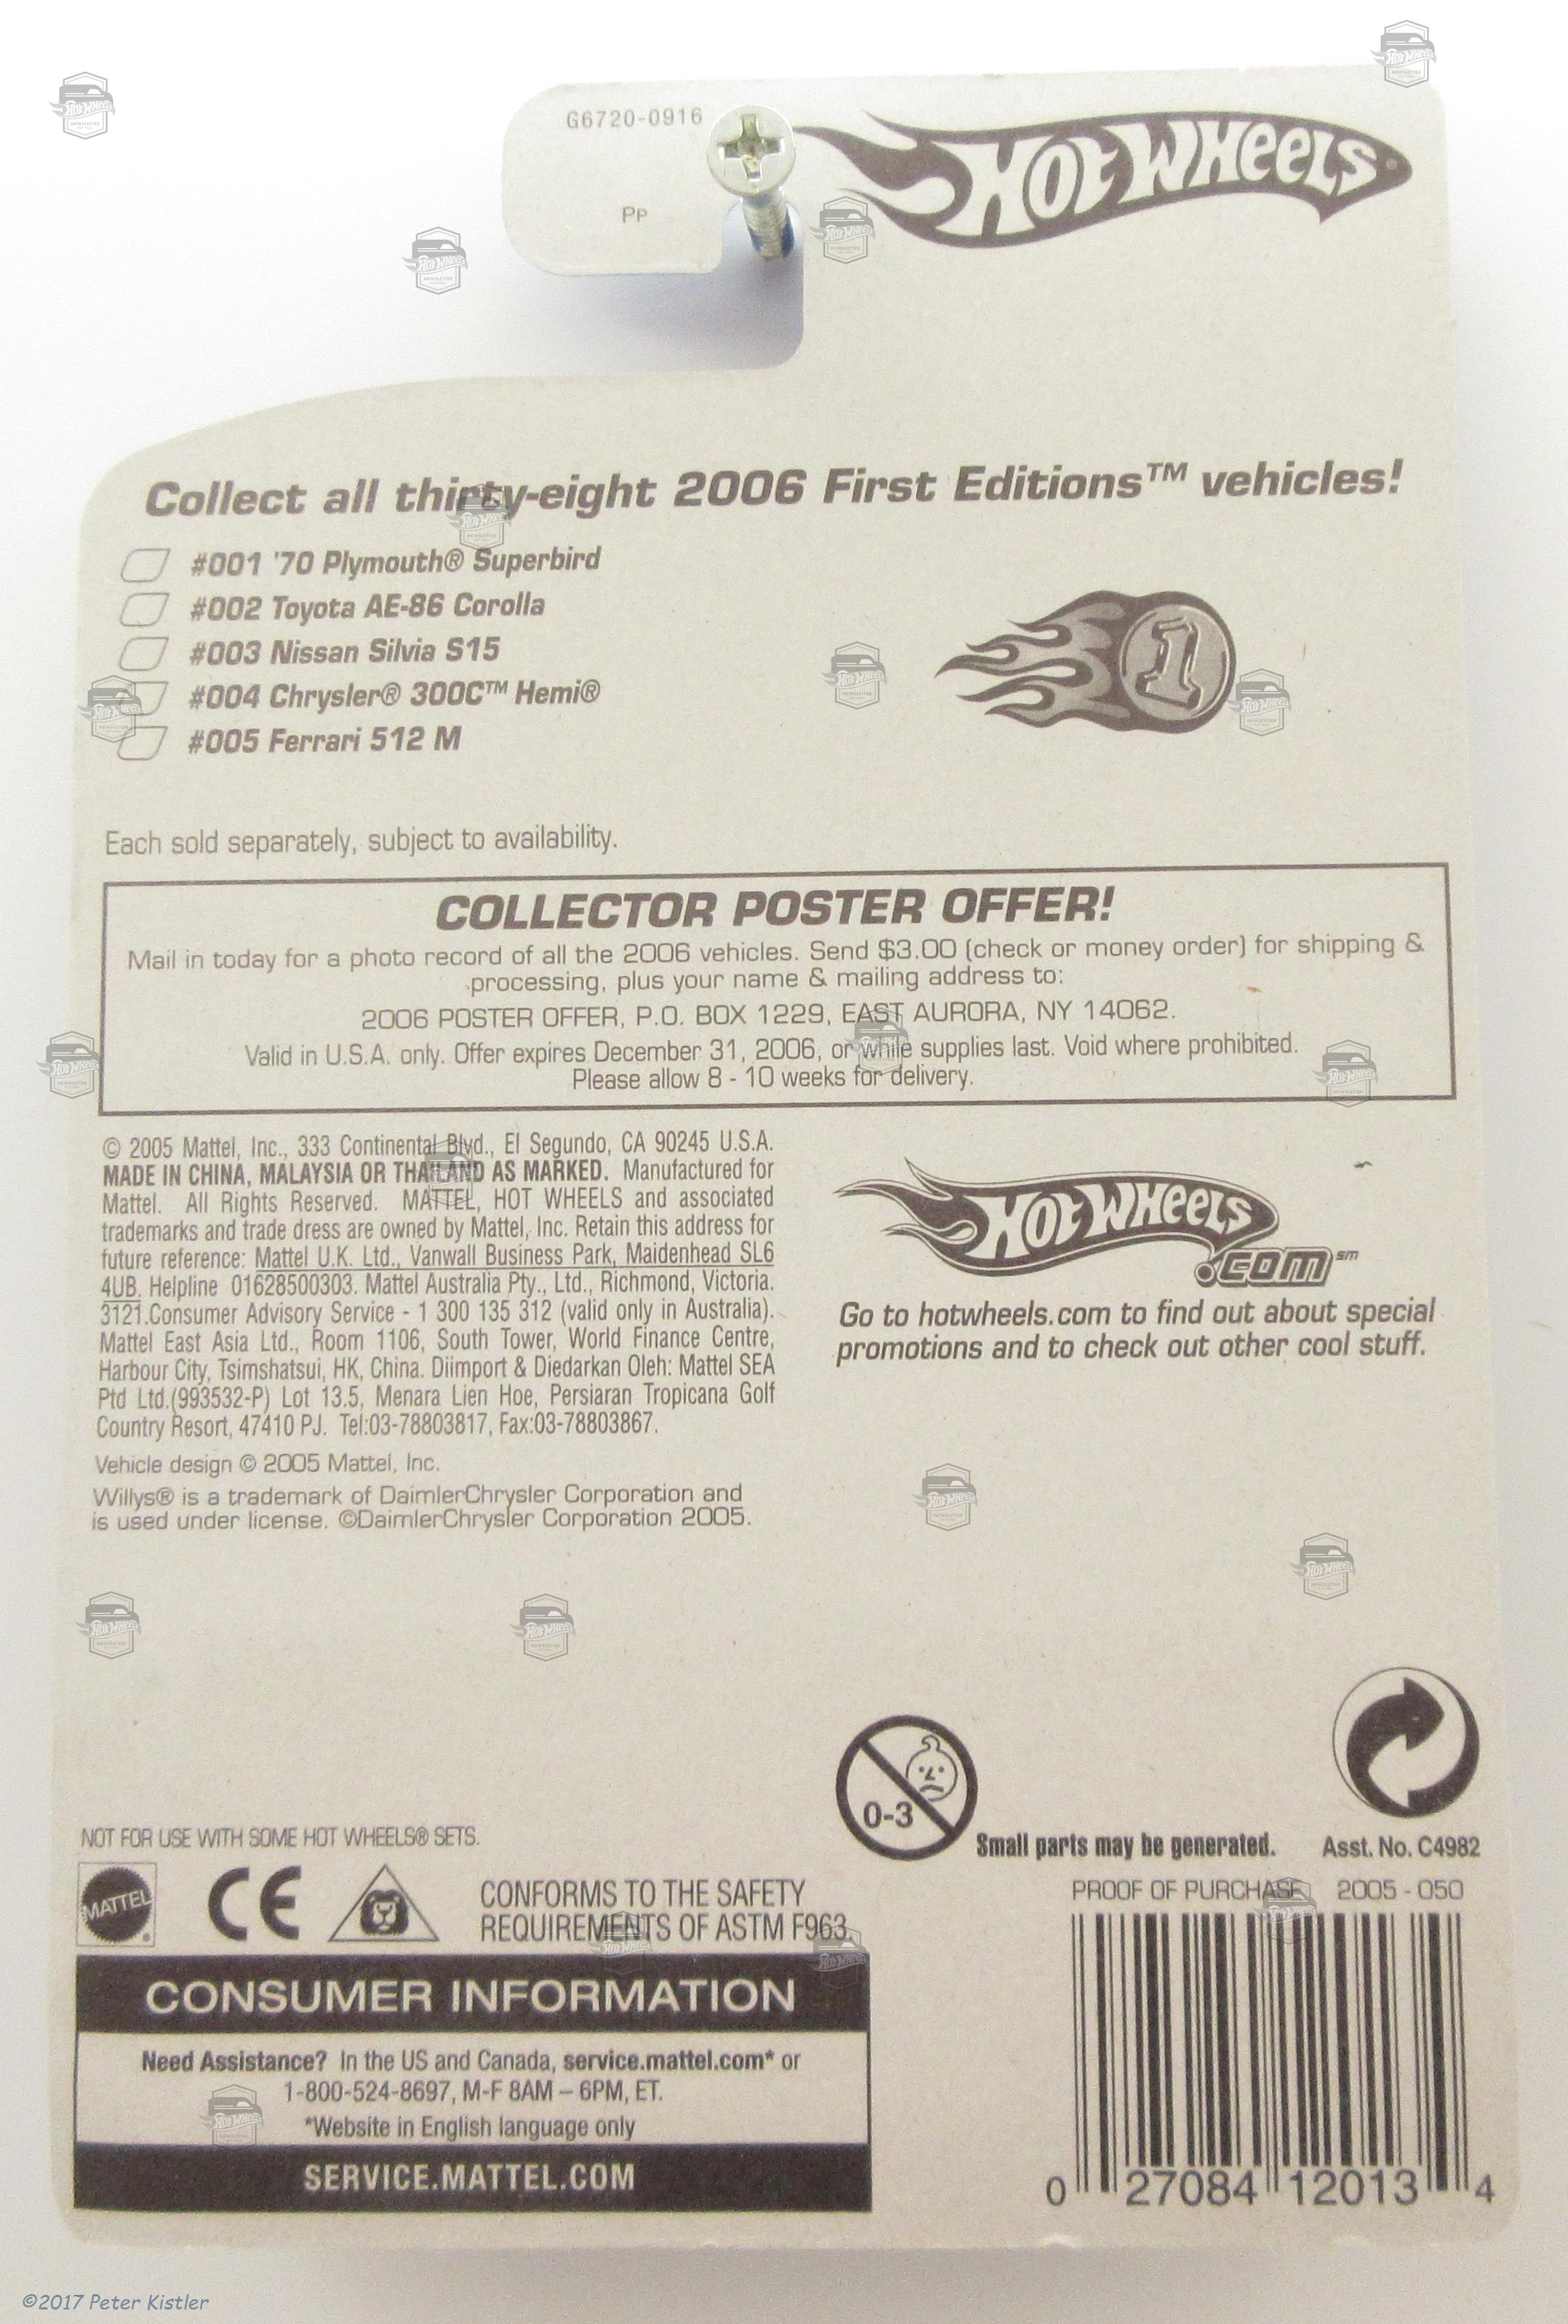 G6720-0916
HOT WHEELS
PP
Collect all thirty-eight 2006 First Editions™ vehicles!
#001 '70 Plymouth® Superbird
#002 Toyota AE-86 Corolla
#003 Nissan Silvia S15
#004 Chrysler® 300C™ Hemi®
#005 Ferrari 512 M
1
Each sold separately, subject to availability.
COLLECTOR POSTER OFFER!
Mail in today for a photo record of all the 2006 vehicles. Send $3.00 (check or money order) for shipping &
processing, plus your name & mailing address to:
2006 POSTER OFFER, P.O. BOX 1229, EAST AURORA, NY 14062.
Valid in U.S.A. only. Offer expires December 31, 2006, or while supplies last. Void where prohibited.
Please allow 8 - 10 weeks for delivery.
© 2005 Mattel, Inc., 333 Continental Blvd., El Segundo, CA 90245 U.S.A.
MADE IN CHINA, MALAYSIA OR THAILAND AS MARKED. Manufactured for
Mattel. All Rights Reserved. MATTEL, HOT WHEELS and associated
trademarks and trade dress are owned by Mattel, Inc. Retain this address for
future reference: Mattel U.K. Ltd., Vanwall Business Park, Maidenhead SL6
4UB. Helpline 01628500303. Mattel Australia Pty., Ltd., Richmond, Victoria.
3121.Consumer Advisory Service - 1 300 135 312 (valid only in Australia).
Mattel East Asia Ltd., Room 1106, South Tower, World Finance Centre,
Harbour City, Tsimshatsui, HK, China. Diimport & Diedarkan Oleh: Mattel SEA
Ptd Ltd.(993532-P) Lot 13.5, Menara Lien Hoe, Persiaran Tropicana Golf
Country Resort, 47410 PJ. Tel:03-78803817, Fax:03-78803867.
Vehicle design © 2005 Mattel, Inc.
Willys® is a trademark of DaimlerChrysler Corporation and
is used under license. ©DaimlerChrysler Corporation 2005.
HOT WHEELS
.com℠
Go to hotwheels.com to find out about special
promotions and to check out other cool stuff.
0-3
Small parts may be generated.
Asst. No. C4982
NOT FOR USE WITH SOME HOT WHEELS® SETS.
MATTEL
CE
CONFORMS TO THE SAFETY
REQUIREMENTS OF ASTM F963.
PROOF OF PURCHASE 2005 - 050
CONSUMER INFORMATION
Need Assistance? In the US and Canada, service.mattel.com* or
1-800-524-8697, M-F 8AM – 6PM, ET.
*Website in English language only
SERVICE.MATTEL.COM
0 27084 12013 4
©2017 Peter Kistler